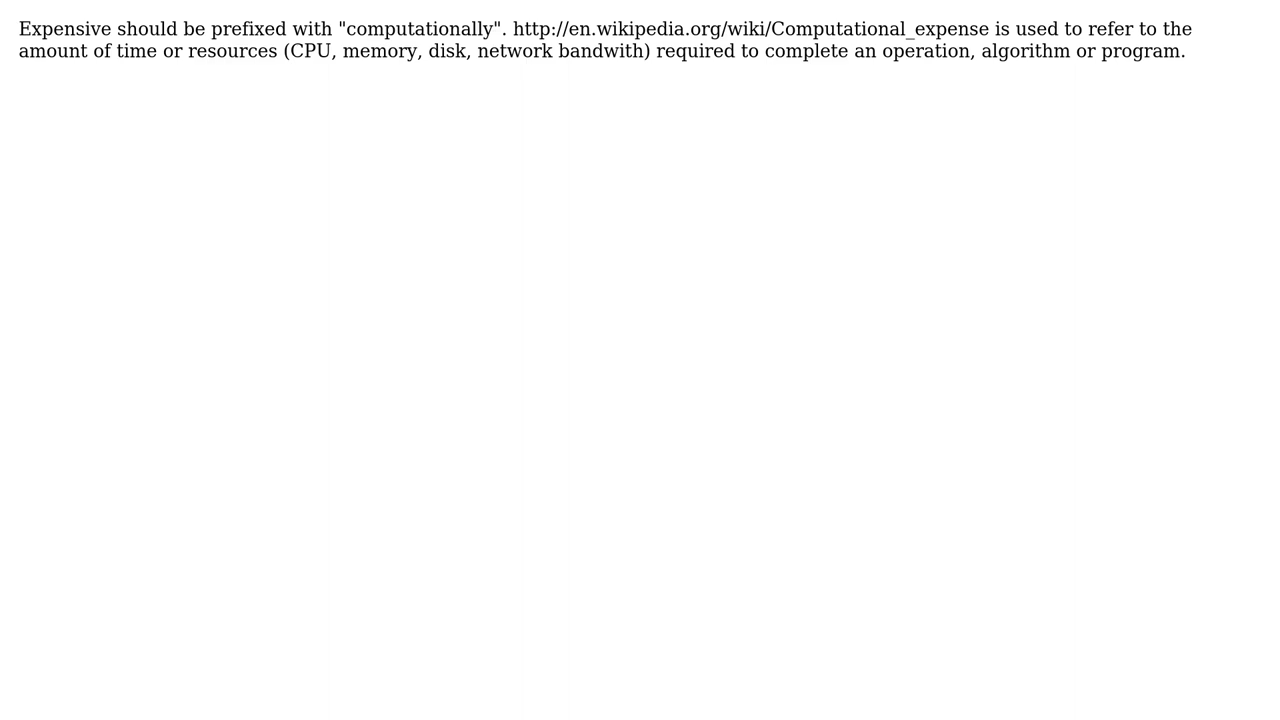 Expensive should be prefixed with "computationally". http://en.wikipedia.org/wiki/Computational_expense is used to refer to the
amount of time or resources (CPU, memory, disk, network bandwith) required to complete an operation, algorithm or program.